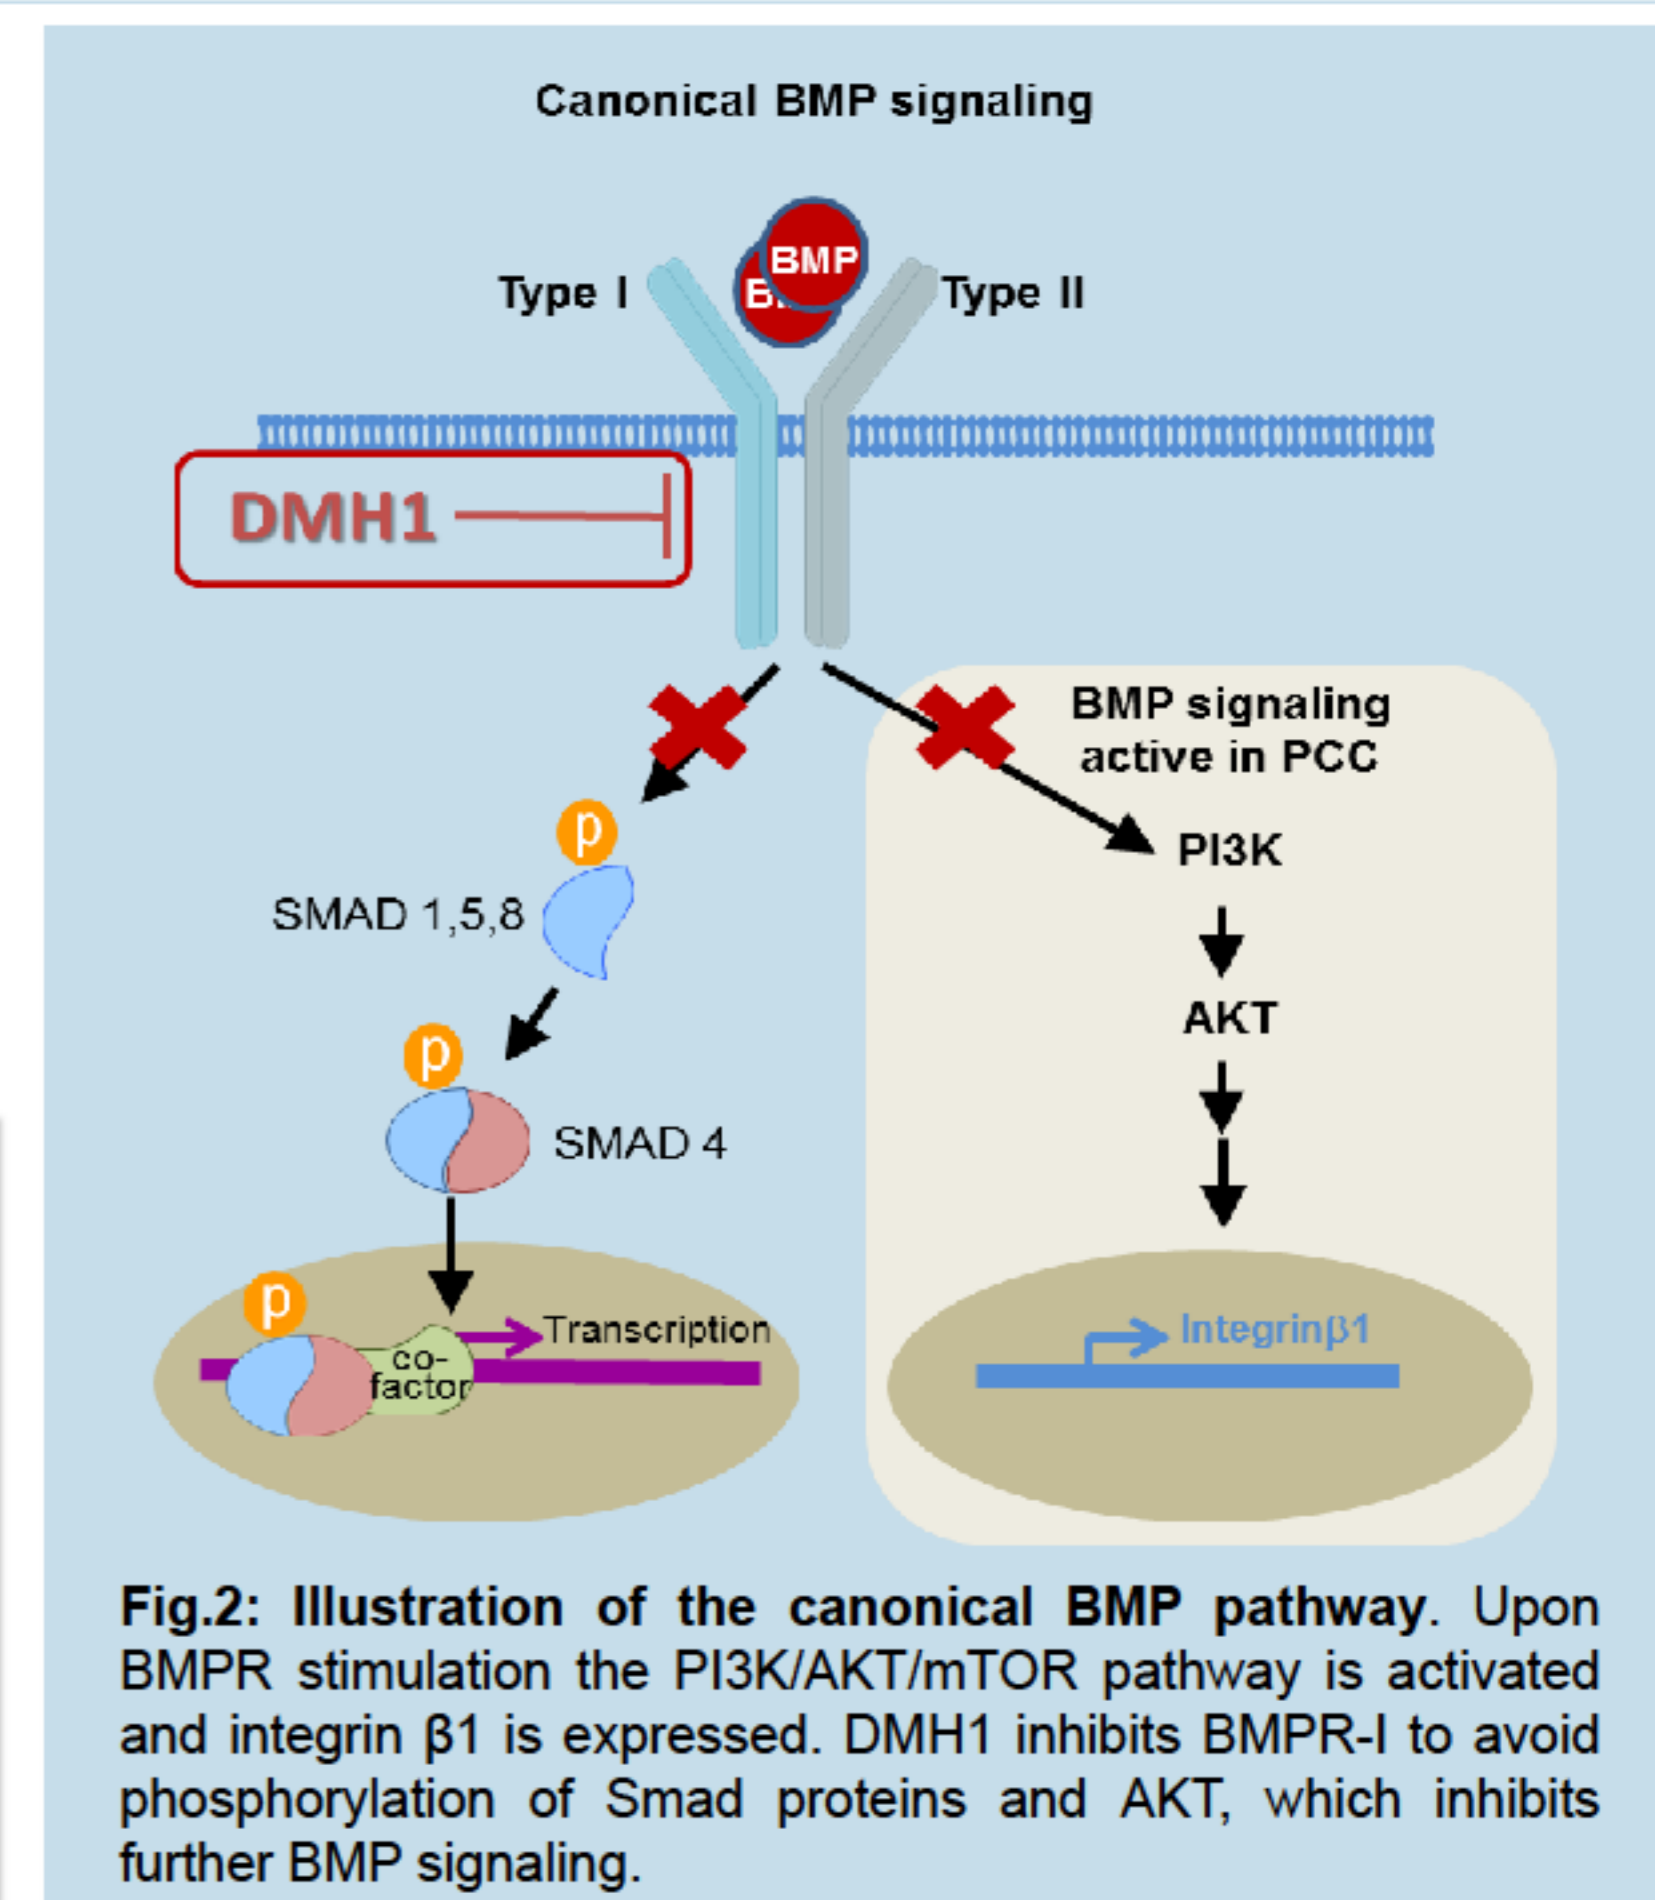 Canonical BMP signaling
BMP
B
Type I
Type II
DMH1
BMP signaling
active in PCC
p
PI3K
SMAD 1,5,8
AKT
p
SMAD 4
p
Transcription
co-
factor
Integrinβ1
Fig.2: Illustration of the canonical BMP pathway. Upon
BMPR stimulation the PI3K/AKT/mTOR pathway is activated
and integrin β1 is expressed. DMH1 inhibits BMPR-I to avoid
phosphorylation of Smad proteins and AKT, which inhibits
further BMP signaling.